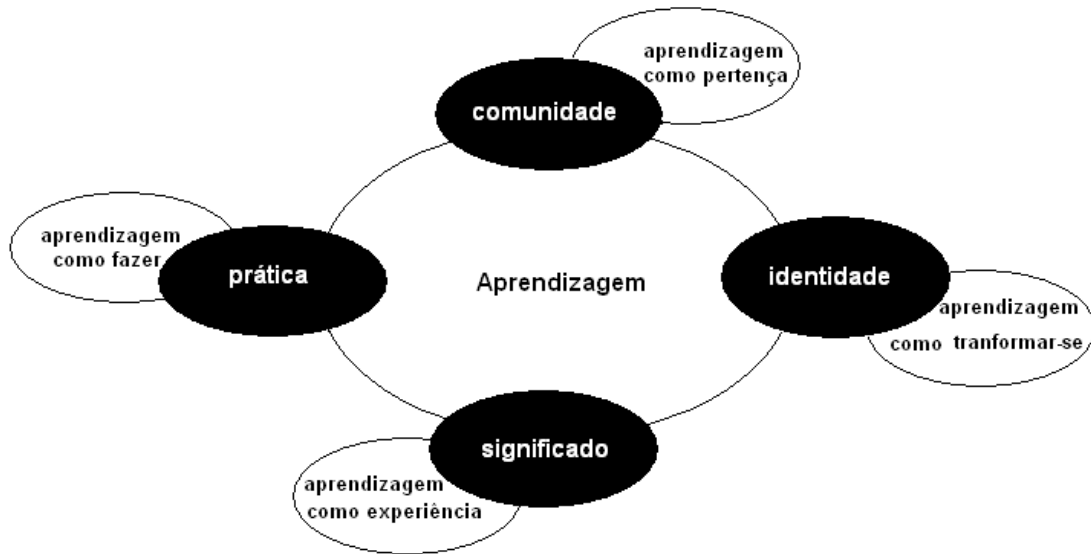 aprendizagem
como pertença
comunidade
aprendizagem
como fazer
prática
Aprendizagem
identidade
aprendizagem
como tranformar-se
significado
aprendizagem
como experiência